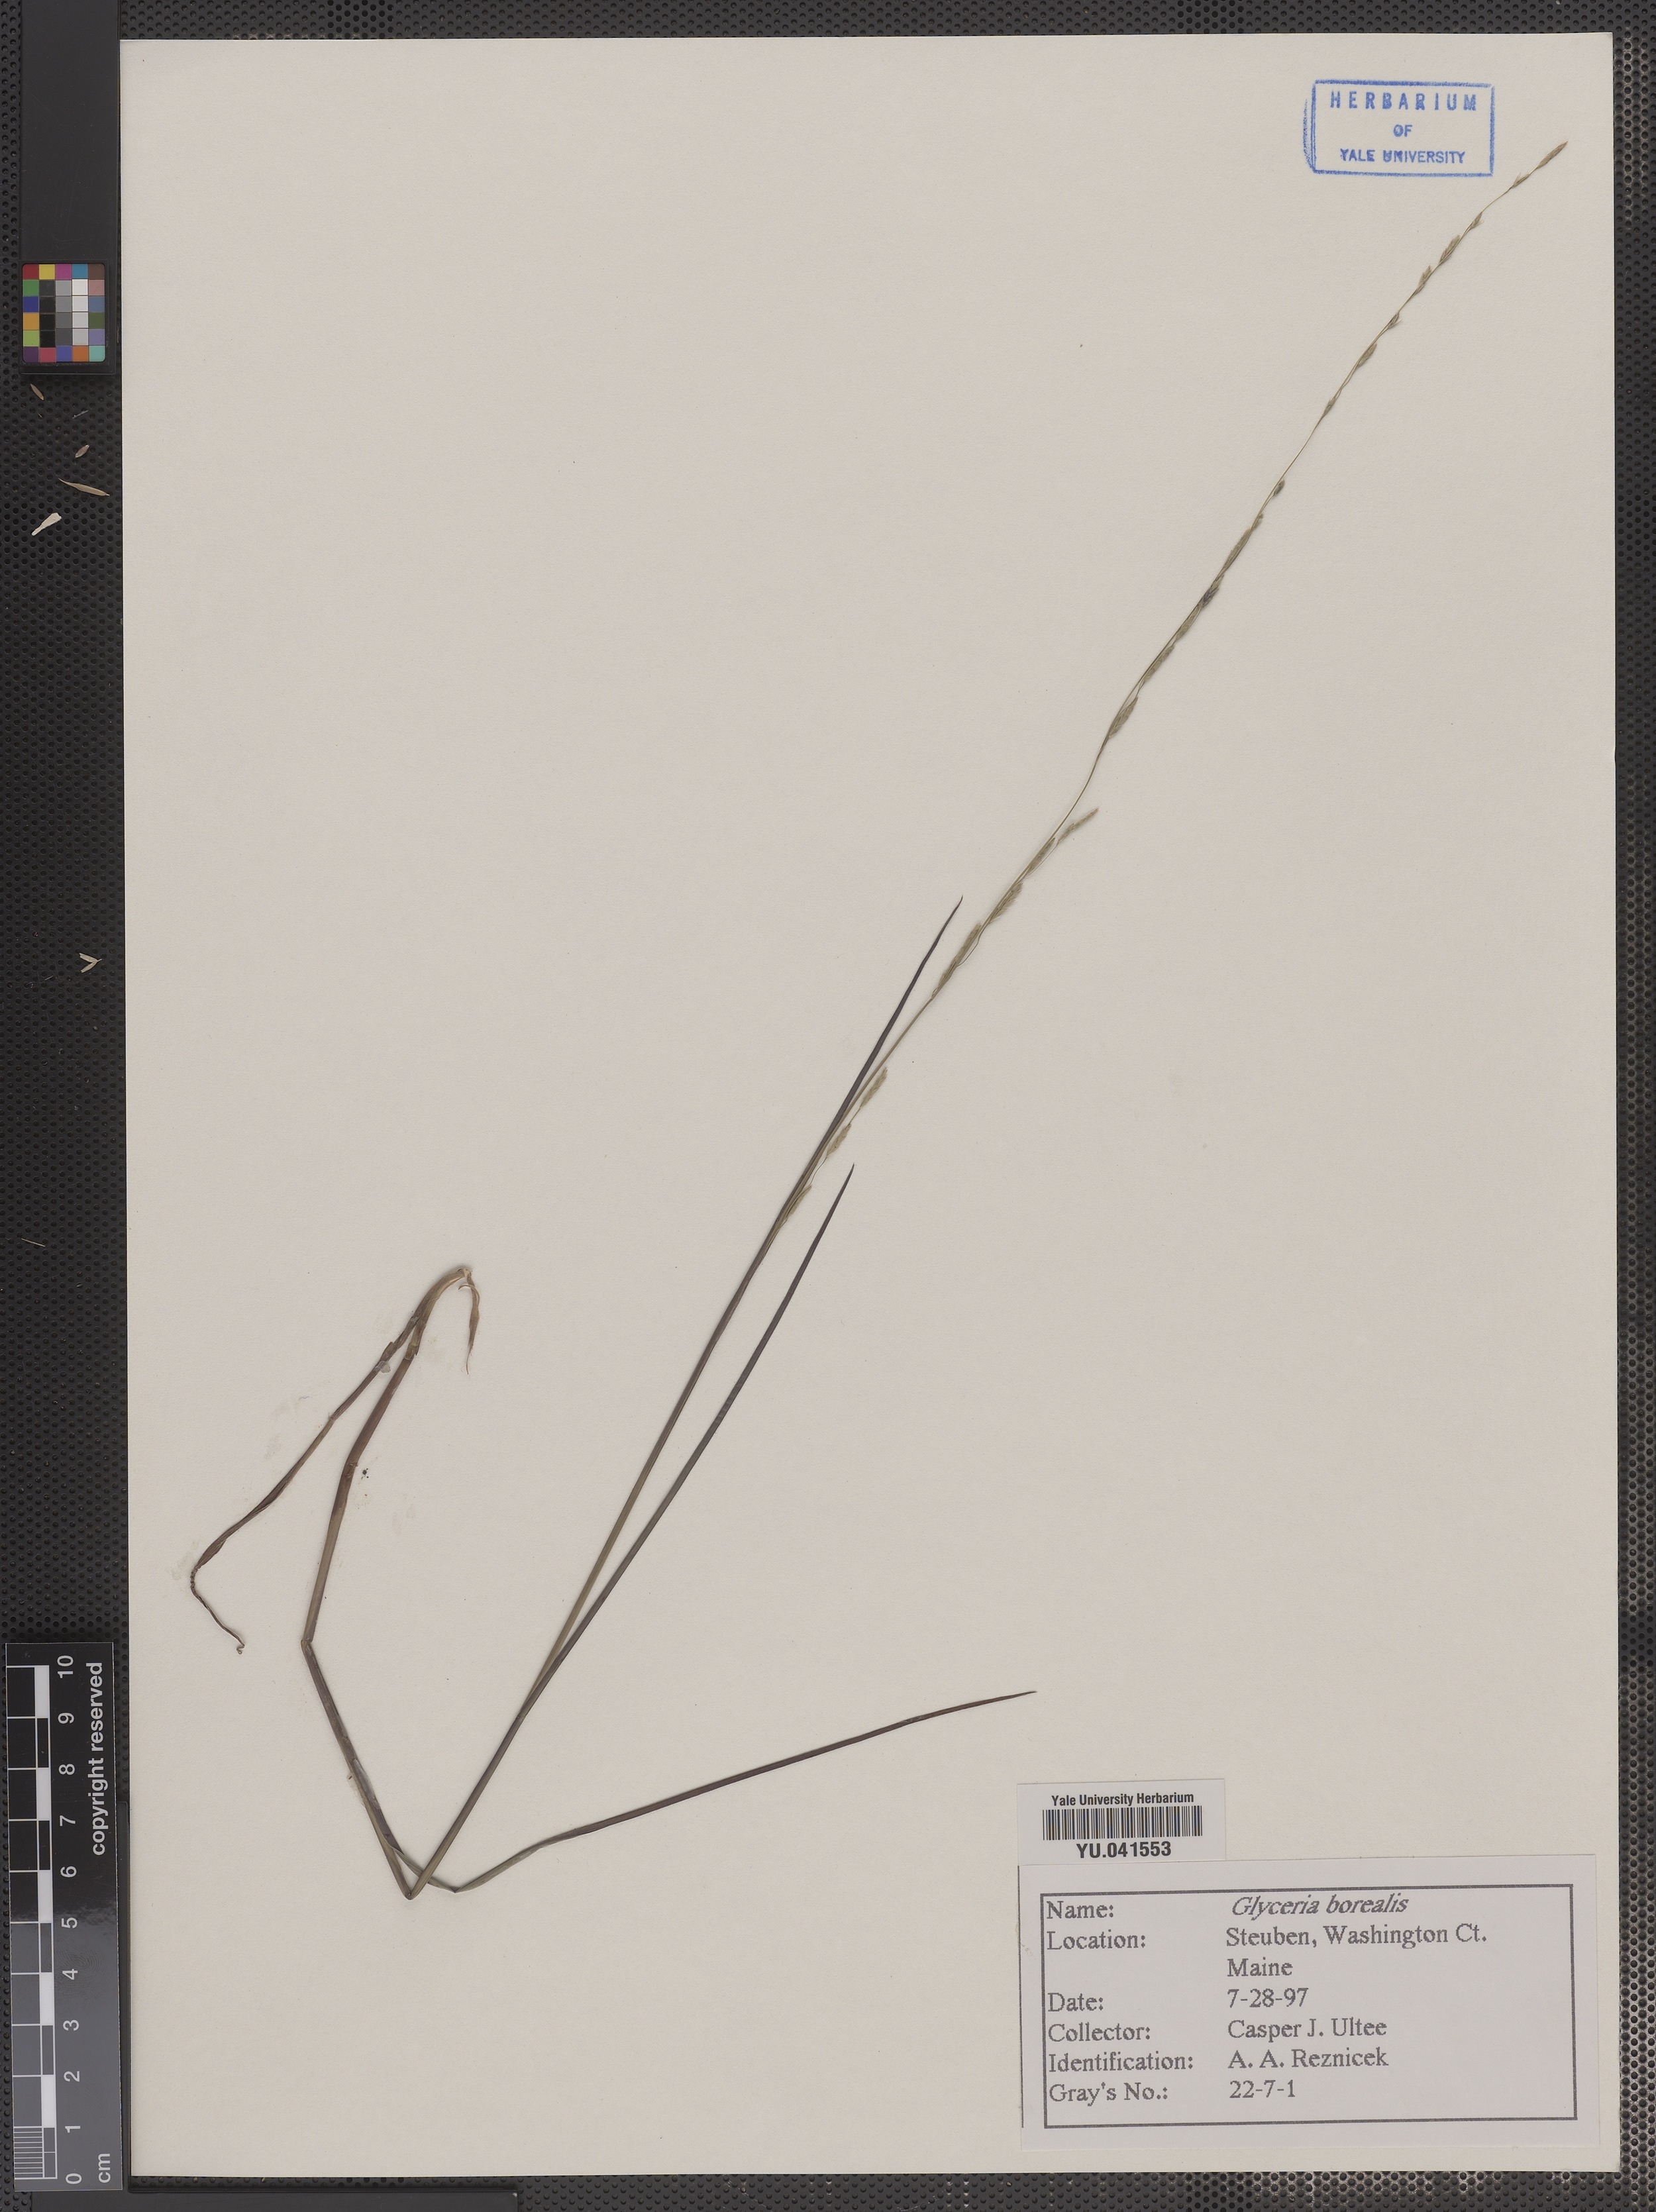 HERBARIUM
OF
YALE UNIVERSITY
copyright reserved
0 1 2 3 4 5 6 7 8 9 10
cm
Yale University Herbarium
YU.041553
Name: Glyceria borealis
Location: Steuben, Washington Ct.
Maine
Date: 7-28-97
Collector: Casper J. Ultee
Identification: A. A. Reznicek
Gray's No.: 22-7-1